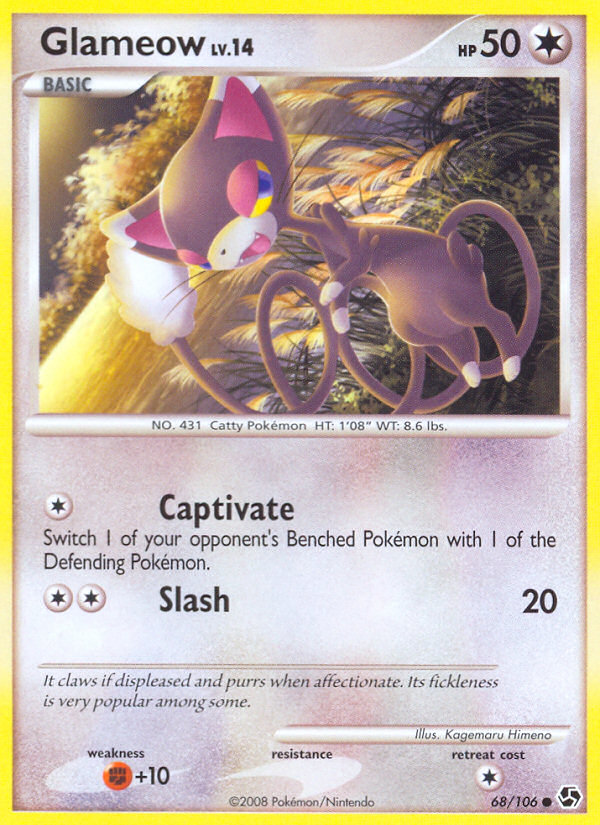 Glameow LV.14
HP 50
BASIC
NO. 431 Catty Pokémon HT: 1'08" WT: 8.6 lbs.
Captivate
Switch 1 of your opponent's Benched Pokémon with 1 of the
Defending Pokémon.
Slash 20
It claws if displeased and purrs when affectionate. Its fickleness
is very popular among some.
Illus. Kagemaru Himeno
weakness resistance retreat cost
+10
©2008 Pokémon/Nintendo
68/106